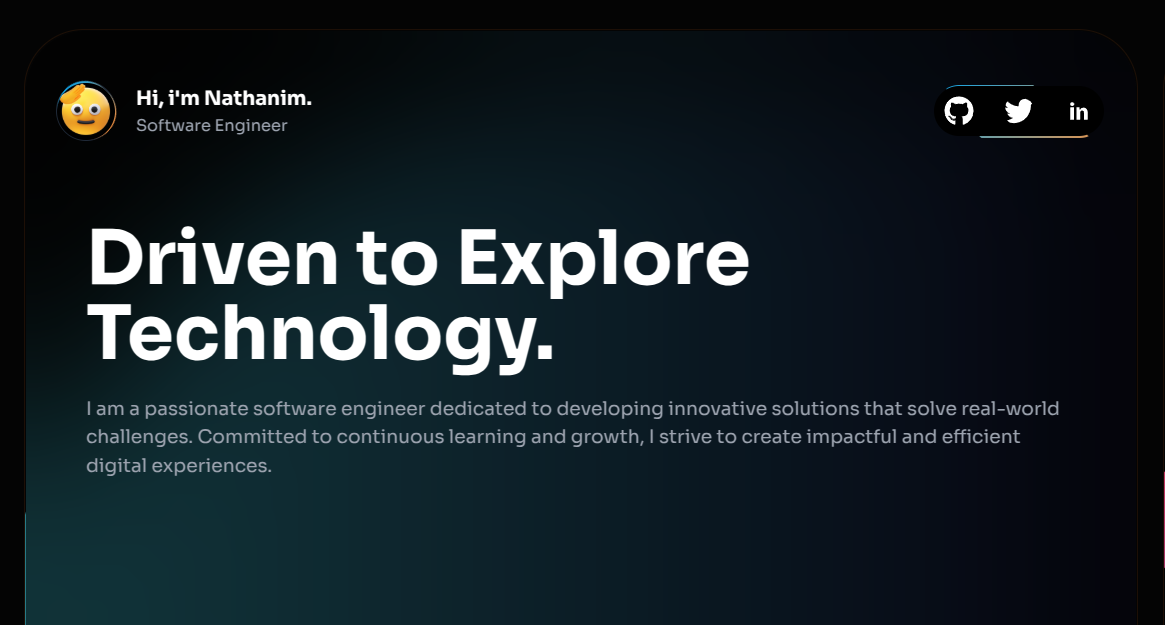 Hi, i'm Nathanim.
Software Engineer
in
Driven to Explore
Technology.
I am a passionate software engineer dedicated to developing innovative solutions that solve real-world
challenges. Committed to continuous learning and growth, I strive to create impactful and efficient
digital experiences.